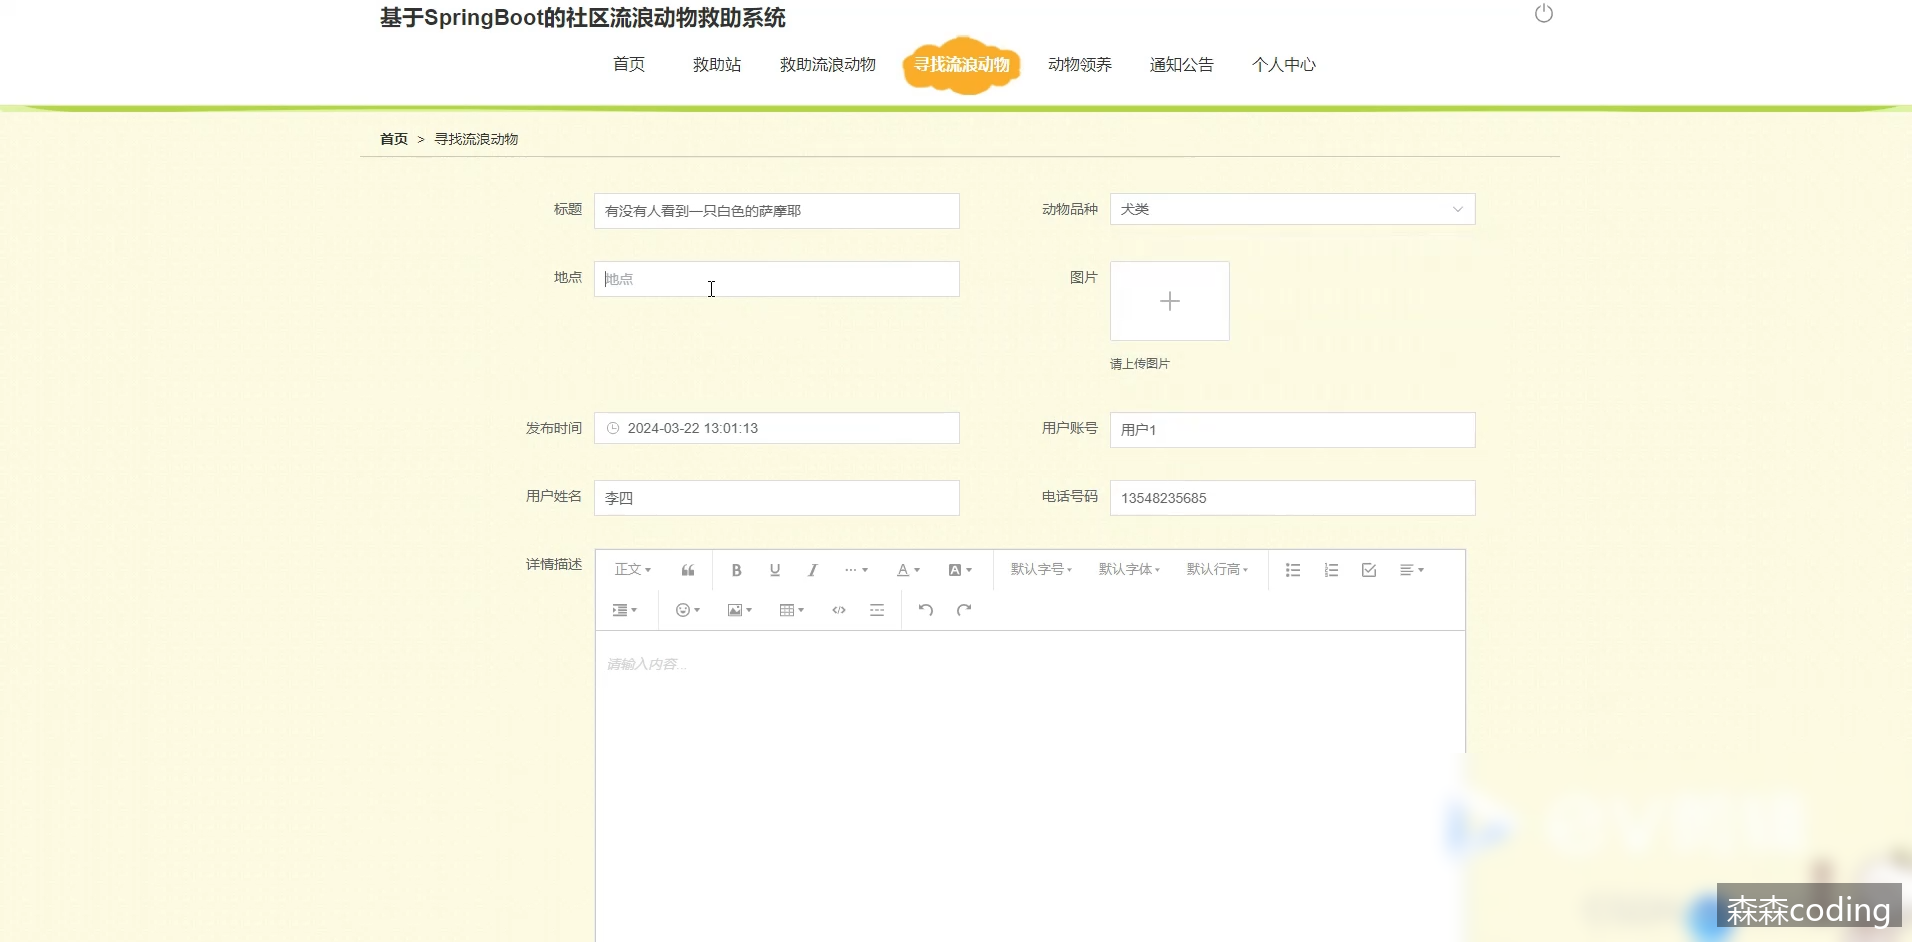 基于SpringBoot的社区流浪动物救助系统
首页 救助站 救助流浪动物 寻找流浪动物 动物领养 通知公告 个人中心
首页 > 寻找流浪动物
标题 有没有人看到一只白色的萨摩耶 动物品种 犬类
地点 地点 图片
请上传图片
发布时间 2024-03-22 13:01:13 用户账号 用户1
用户姓名 李四 电话号码 13548235685
详情描述 正文 B U I A A 默认字号 默认字体 默认行高
请输入内容...
森森coding